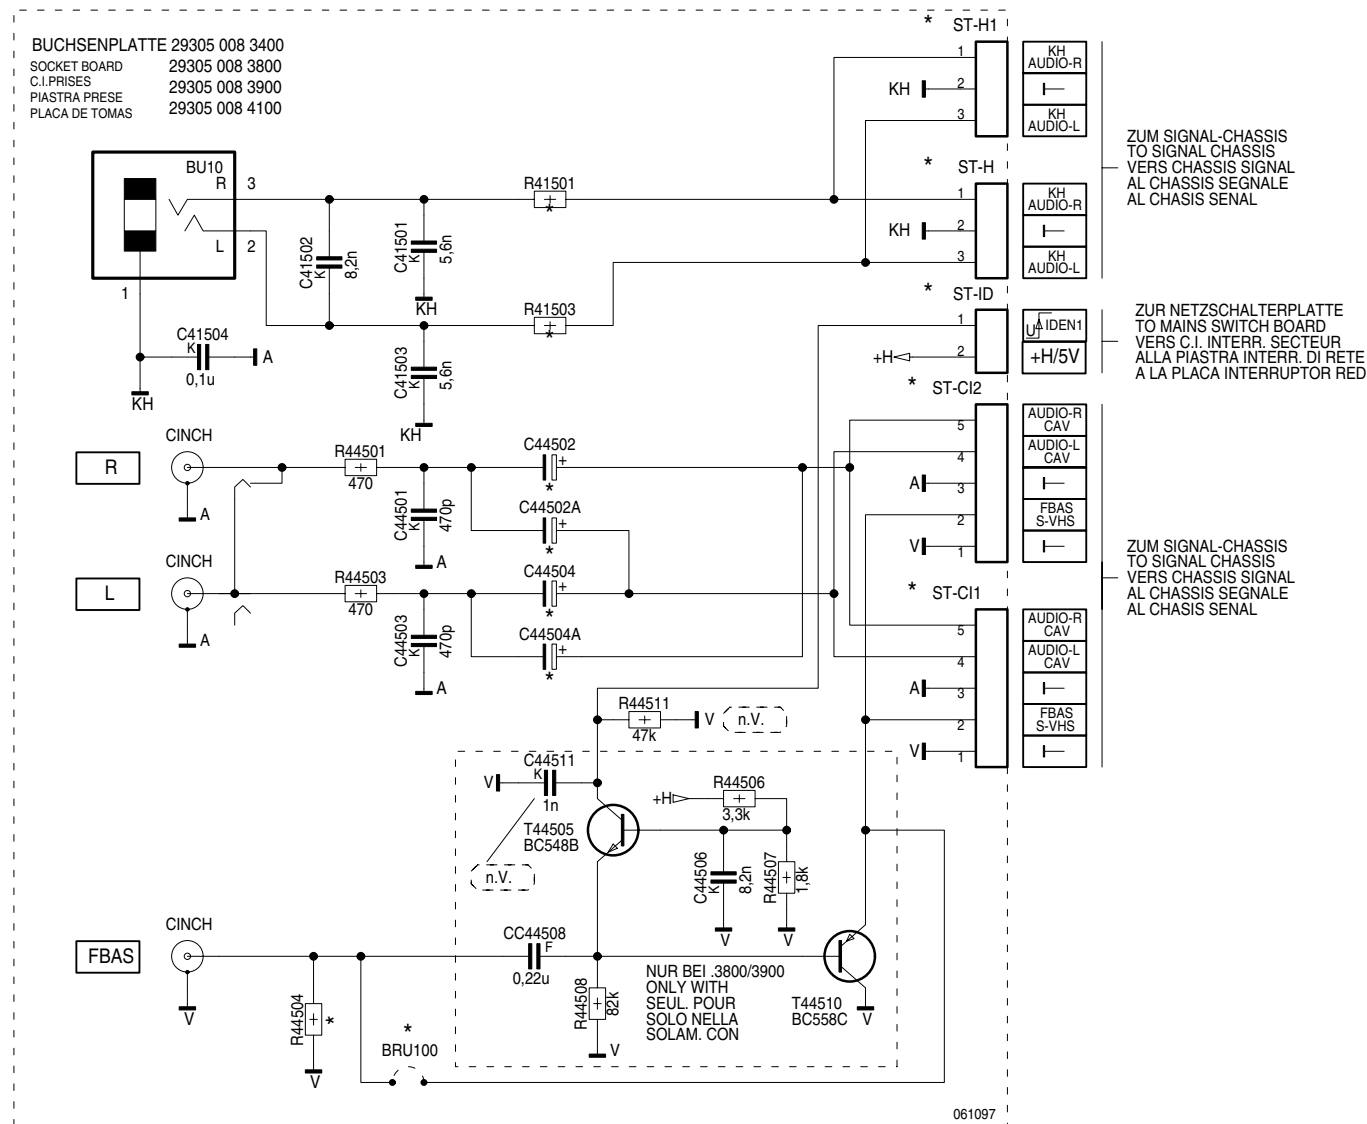 BUCHSENPLATTE 29305 008 3400
SOCKET BOARD 29305 008 3800
C.I.PRISES 29305 008 3900
PIASTRA PRESE
PLACA DE TOMAS 29305 008 4100
* ST-H1
1 KH AUDIO-R
KH 2
3 KH AUDIO-L
ZUM SIGNAL-CHASSIS
TO SIGNAL CHASSIS
VERS CHASSIS SIGNAL
AL CHASSIS SEGNALE
AL CHASIS SENAL
* ST-H
1 KH AUDIO-R
KH 2
3 KH AUDIO-L
BU10
R 3
L 2
1
C41502 K 8,2n
C41501 K 5,6n
KH
R41501 *
R41503 *
C41504 K 0,1u A
KH
C41503 K 5,6n
KH
* ST-ID
1 U IDEN1
+H 2 +H/5V
ZUR NETZSCHALTERPLATTE
TO MAINS SWITCH BOARD
VERS C.I. INTERR. SECTEUR
ALLA PIASTRA INTERR. DI RETE
A LA PLACA INTERRUPTOR RED
* ST-CI2
5 AUDIO-R CAV
4 AUDIO-L CAV
A 3
2 FBAS S-VHS
V 1
ZUM SIGNAL-CHASSIS
TO SIGNAL CHASSIS
VERS CHASSIS SIGNAL
AL CHASSIS SEGNALE
AL CHASIS SENAL
* ST-CI1
5 AUDIO-R CAV
4 AUDIO-L CAV
A 3
2 FBAS S-VHS
V 1
R CINCH
A
R44501 470
C44501 K 470p
A
C44502 + *
C44502A + *
L CINCH
A
R44503 470
C44503 K 470p
A
C44504 + *
C44504A + *
R44511 47k V n.V.
V C44511 K 1n
n.V.
T44505
BC548B
+H R44506 3,3k
C44506 K 8,2n
V
R44507 1,8k
V
FBAS CINCH
V
R44504 *
V
* BRU100
CC44508 F 0,22u
R44508 82k
V
NUR BEI .3800/3900
ONLY WITH
SEUL. POUR
SOLO NELLA
SOLAM. CON
T44510
BC558C
V
061097